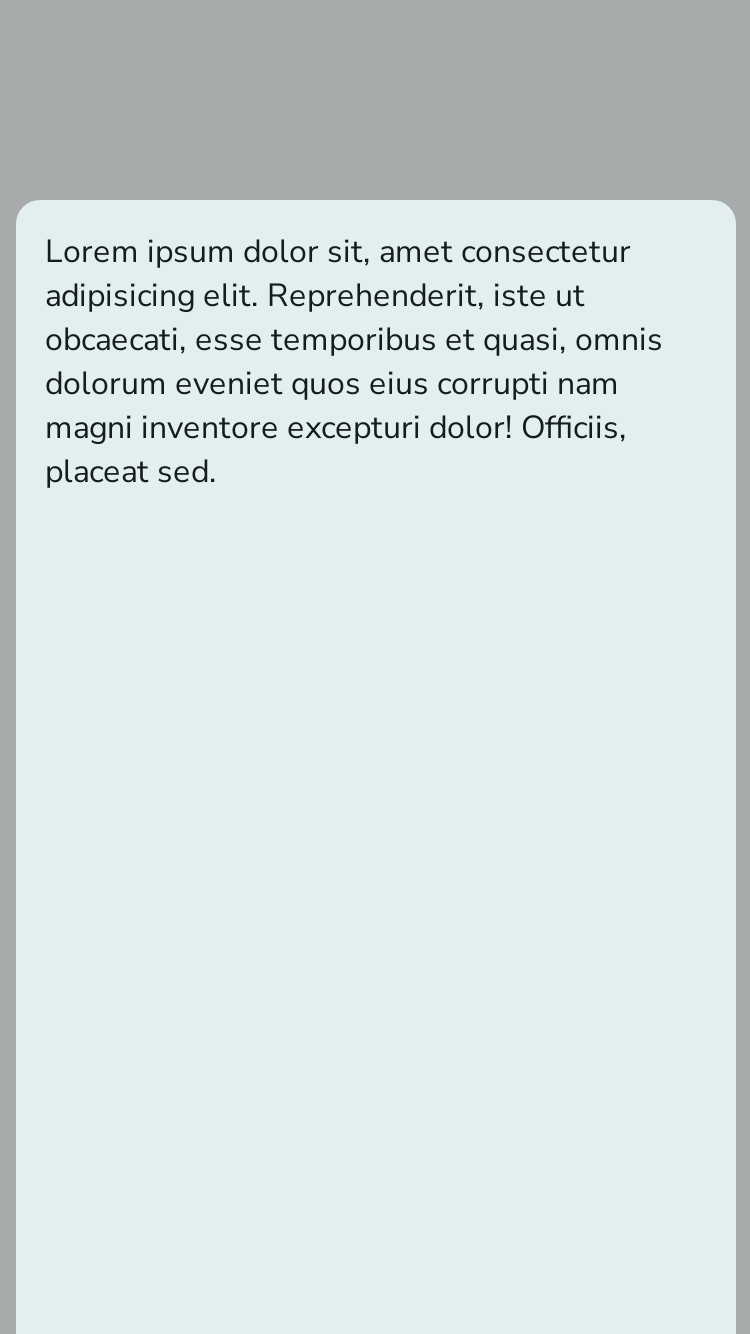 Lorem ipsum dolor sit, amet consectetur
adipisicing elit. Reprehenderit, iste ut
obcaecati, esse temporibus et quasi, omnis
dolorum eveniet quos eius corrupti nam
magni inventore excepturi dolor! Officiis,
placeat sed.